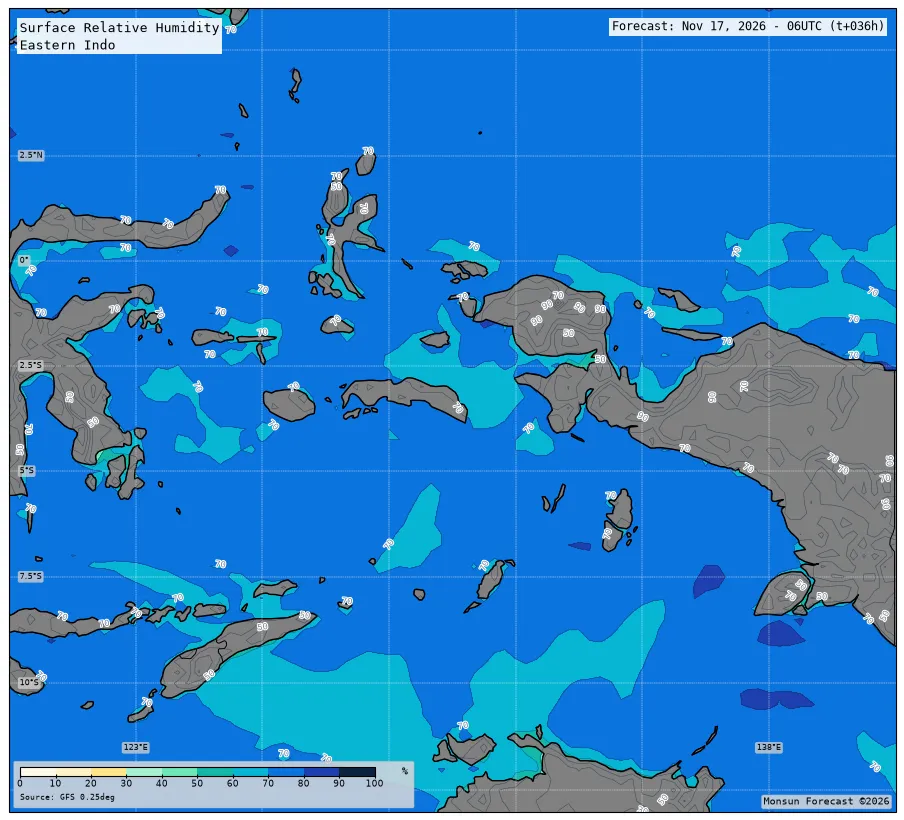 Surface Relative Humidity
Eastern Indo
Forecast: Nov 17, 2026 - 06UTC (t+036h)
2.5°N
0°
2.5°S
5°S
7.5°S
10°S
123°E
138°E
%
0 10 20 30 40 50 60 70 80 90 100
Source: GFS 0.25deg
Monsun Forecast ©2026